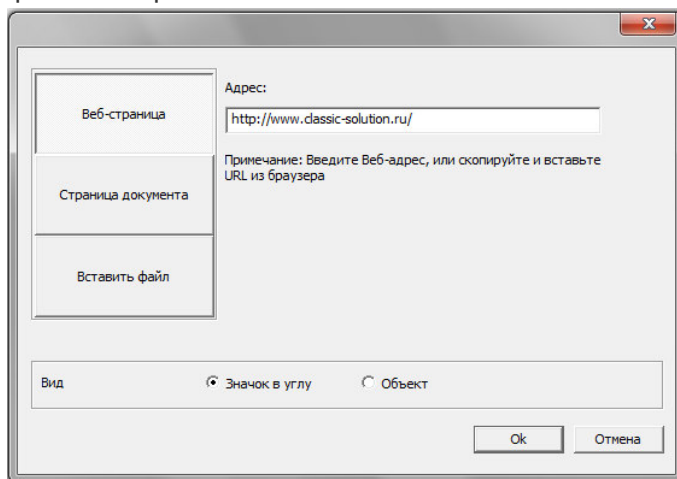 Веб-страница
Страница документа
Вставить файл
Адрес:
http://www.classic-solution.ru/
Примечание: Введите Веб-адрес, или скопируйте и вставьте
URL из браузера
Вид
Значок в углу
Объект
Ok
Отмена